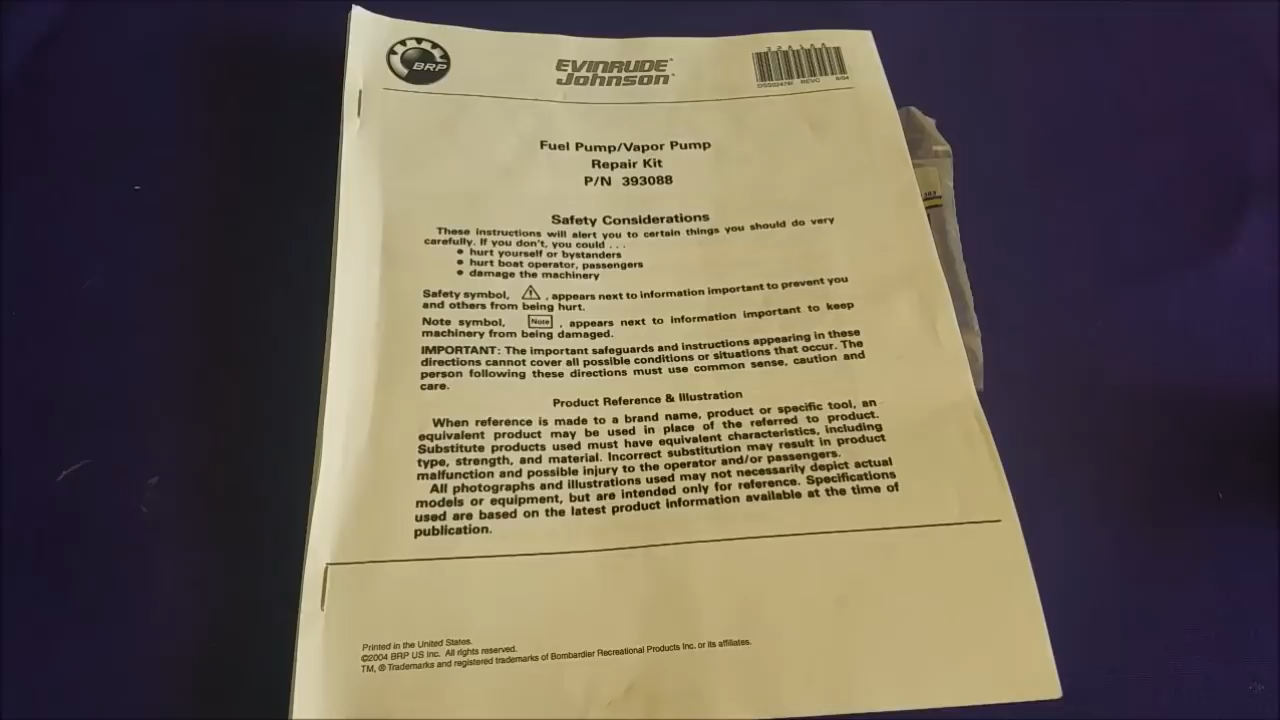 BRP
EVINRUDE®
Johnson®
Fuel Pump/Vapor Pump
Repair Kit
P/N 393088
Safety Considerations
These instructions will alert you to certain things you should do very
carefully. If you don't, you could . . .
• hurt yourself or bystanders
• hurt boat operator, passengers
• damage the machinery
Safety symbol, ⚠ , appears next to information important to prevent you
and others from being hurt.
Note symbol, Note , appears next to information important to keep
machinery from being damaged.
IMPORTANT: The important safeguards and instructions appearing in these
directions cannot cover all possible conditions or situations that occur. The
person following these directions must use common sense, caution and
care.
Product Reference & Illustration
When reference is made to a brand name, product or specific tool, an
equivalent product may be used in place of the referred to product.
Substitute products used must have equivalent characteristics, including
type, strength, and material. Incorrect substitution may result in product
malfunction and possible injury to the operator and/or passengers.
All photographs and illustrations used may not necessarily depict actual
models or equipment, but are intended only for reference. Specifications
used are based on the latest product information available at the time of
publication.
Printed in the United States.
©2004 BRP US Inc. All rights reserved.
TM, ® Trademarks and registered trademarks of Bombardier Recreational Products Inc. or its affiliates.